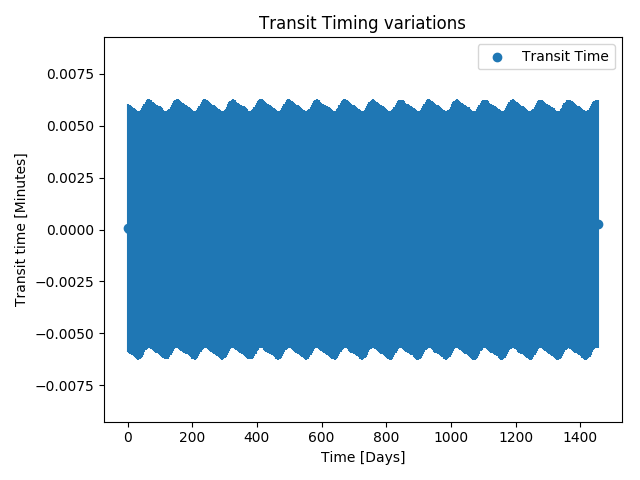 Transit Timing variations
Transit Time
0.0075
0.0050
0.0025
0.0000
−0.0025
−0.0050
−0.0075
Transit time [Minutes]
0 200 400 600 800 1000 1200 1400
Time [Days]